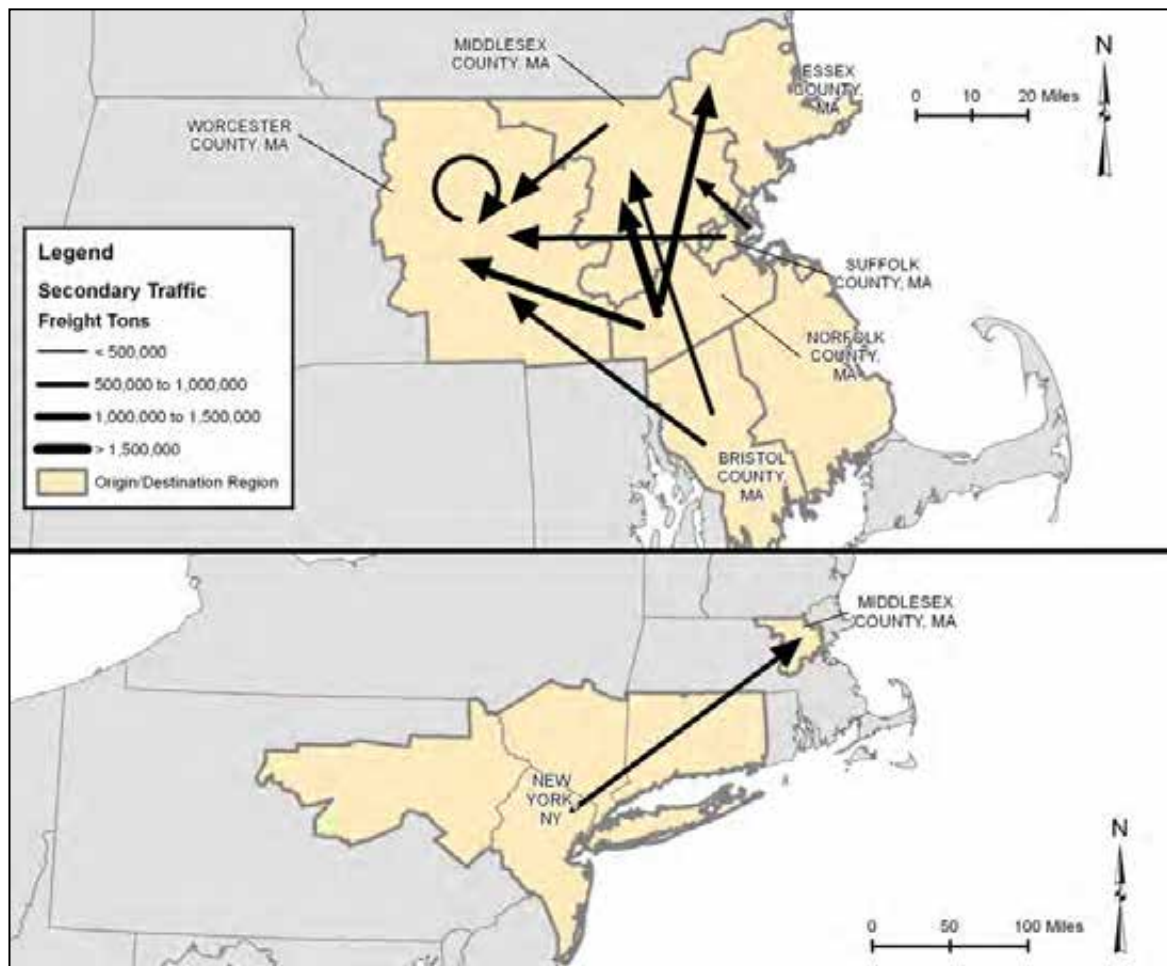 MIDDLESEX
COUNTY, MA
ESSEX
COUNTY,
MA
N
0 10 20 Miles
WORCESTER
COUNTY, MA
Legend
Secondary Traffic
Freight Tons
< 500,000
500,000 to 1,000,000
1,000,000 to 1,500,000
> 1,500,000
Origin/Destination Region
SUFFOLK
COUNTY, MA
NORFOLK
COUNTY,
MA
BRISTOL
COUNTY,
MA
MIDDLESEX
COUNTY, MA
NEW
YORK,
NY
N
0 50 100 Miles